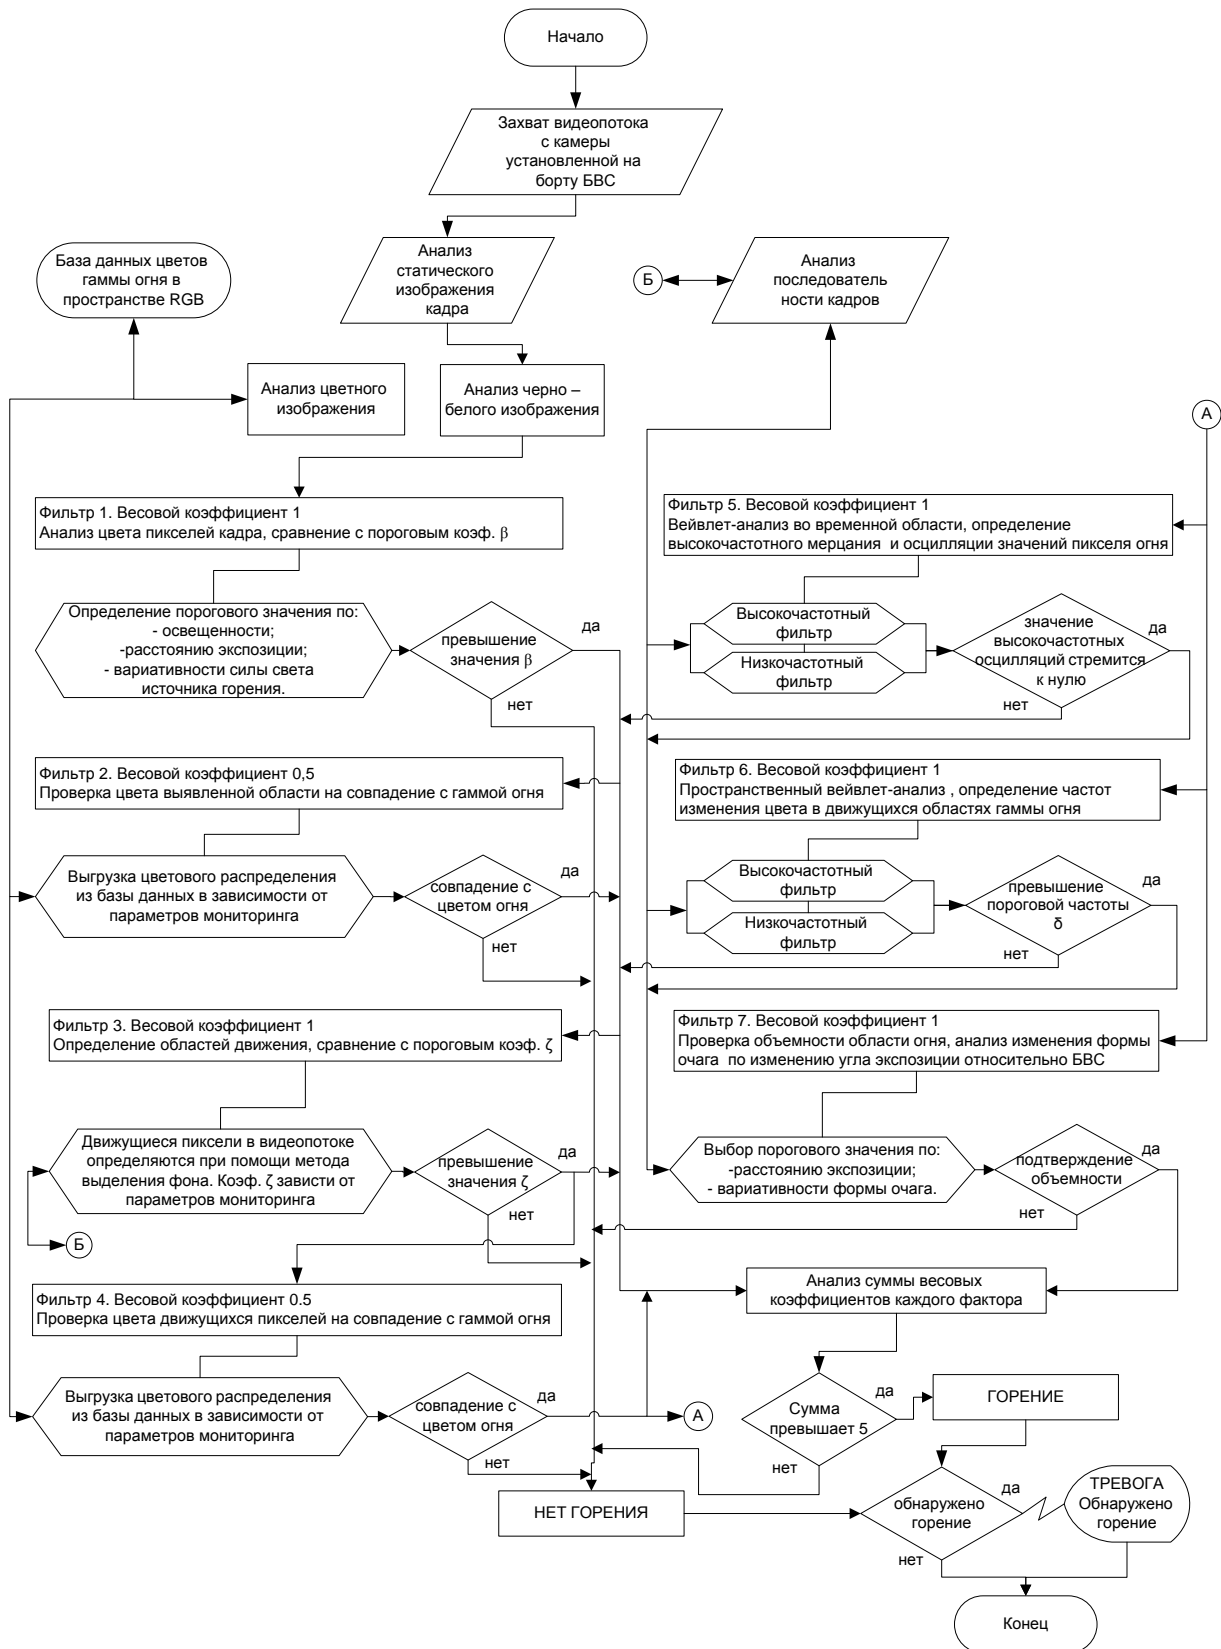 Начало
Захват видеопотока
с камеры
установленной на
борту БВС
База данных цветов
гаммы огня в
пространстве RGB
Анализ
статического
изображения
кадра
Б
Анализ
последователь
ности кадров
Анализ цветного
изображения
Анализ черно –
белого изображения
А
Фильтр 1. Весовой коэффициент 1
Анализ цвета пикселей кадра, сравнение с пороговым коэф. β
Определение порогового значения по:
- освещенности;
-расстоянию экспозиции;
- вариативности силы света
источника горения.
превышение
значения β
да
нет
Фильтр 2. Весовой коэффициент 0,5
Проверка цвета выявленной области на совпадение с гаммой огня
Выгрузка цветового распределения
из базы данных в зависимости от
параметров мониторинга
совпадение с
цветом огня
да
нет
Фильтр 3. Весовой коэффициент 1
Определение областей движения, сравнение с пороговым коэф. ζ
Движущиеся пиксели в видеопотоке
определяются при помощи метода
выделения фона. Коэф. ζ зависти от
параметров мониторинга
превышение
значения ζ
да
нет
Б
Фильтр 4. Весовой коэффициент 0.5
Проверка цвета движущихся пикселей на совпадение с гаммой огня
Выгрузка цветового распределения
из базы данных в зависимости от
параметров мониторинга
совпадение с
цветом огня
да
нет
А
Фильтр 5. Весовой коэффициент 1
Вейвлет-анализ во временной области, определение
высокочастотного мерцания и осцилляции значений пикселя огня
Высокочастотный
фильтр
Низкочастотный
фильтр
значение
высокочастотных
осцилляций стремится
к нулю
да
нет
Фильтр 6. Весовой коэффициент 1
Пространственный вейвлет-анализ , определение частот
изменения цвета в движущихся областях гаммы огня
Высокочастотный
фильтр
Низкочастотный
фильтр
превышение
пороговой частоты
δ
да
нет
Фильтр 7. Весовой коэффициент 1
Проверка объемности области огня, анализ изменения формы
очага по изменению угла экспозиции относительно БВС
Выбор порогового значения по:
-расстоянию экспозиции;
- вариативности формы очага.
подтверждение
объемности
да
нет
Анализ суммы весовых
коэффициентов каждого фактора
Сумма
превышает 5
да
нет
ГОРЕНИЕ
НЕТ ГОРЕНИЯ
обнаружено
горение
да
нет
ТРЕВОГА
Обнаружено
горение
Конец